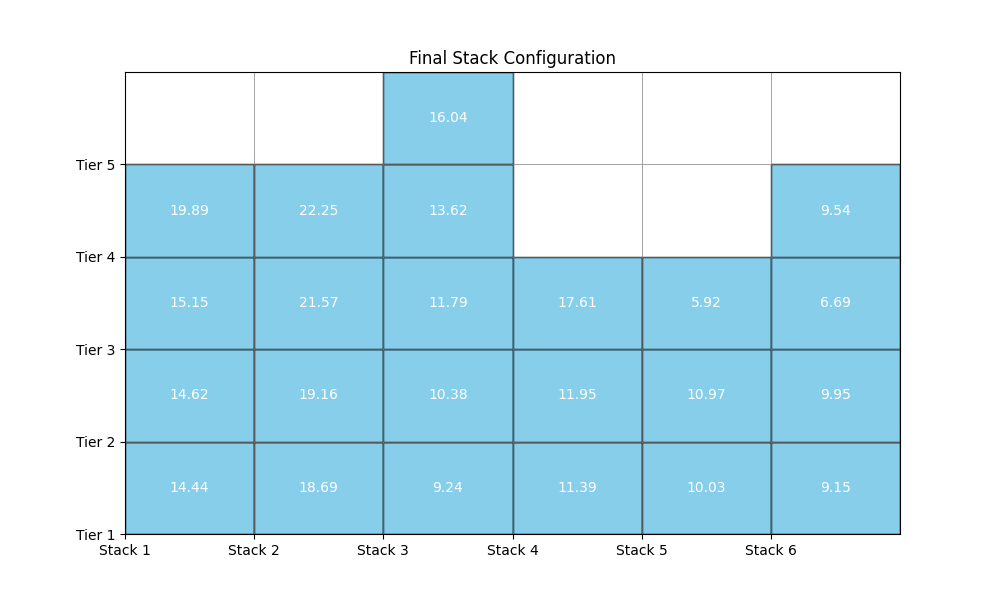 Final Stack Configuration
16.04
Tier 5
19.89 22.25 13.62 9.54
Tier 4
15.15 21.57 11.79 17.61 5.92 6.69
Tier 3
14.62 19.16 10.38 11.95 10.97 9.95
Tier 2
14.44 18.69 9.24 11.39 10.03 9.15
Tier 1
Stack 1 Stack 2 Stack 3 Stack 4 Stack 5 Stack 6